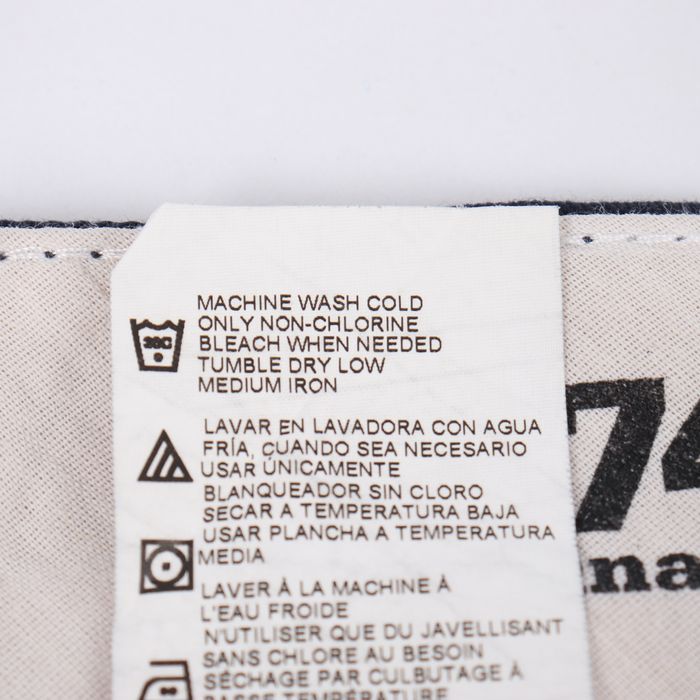 MACHINE WASH COLD
ONLY NON-CHLORINE
BLEACH WHEN NEEDED
TUMBLE DRY LOW
MEDIUM IRON
30C
LAVAR EN LAVADORA CON AGUA
FRÍA, CUANDO SEA NECESARIO
USAR ÚNICAMENTE
BLANQUEADOR SIN CLORO
SECAR A TEMPERATURA BAJA
USAR PLANCHA A TEMPERATURA
MEDIA
LAVER À LA MACHINE À
L'EAU FROIDE
N'UTILISER QUE DU JAVELLISANT
SANS CHLORE AU BESOIN
SÉCHAGE PAR CULBUTAGE À
BASSE TEMPÉRATURE
74